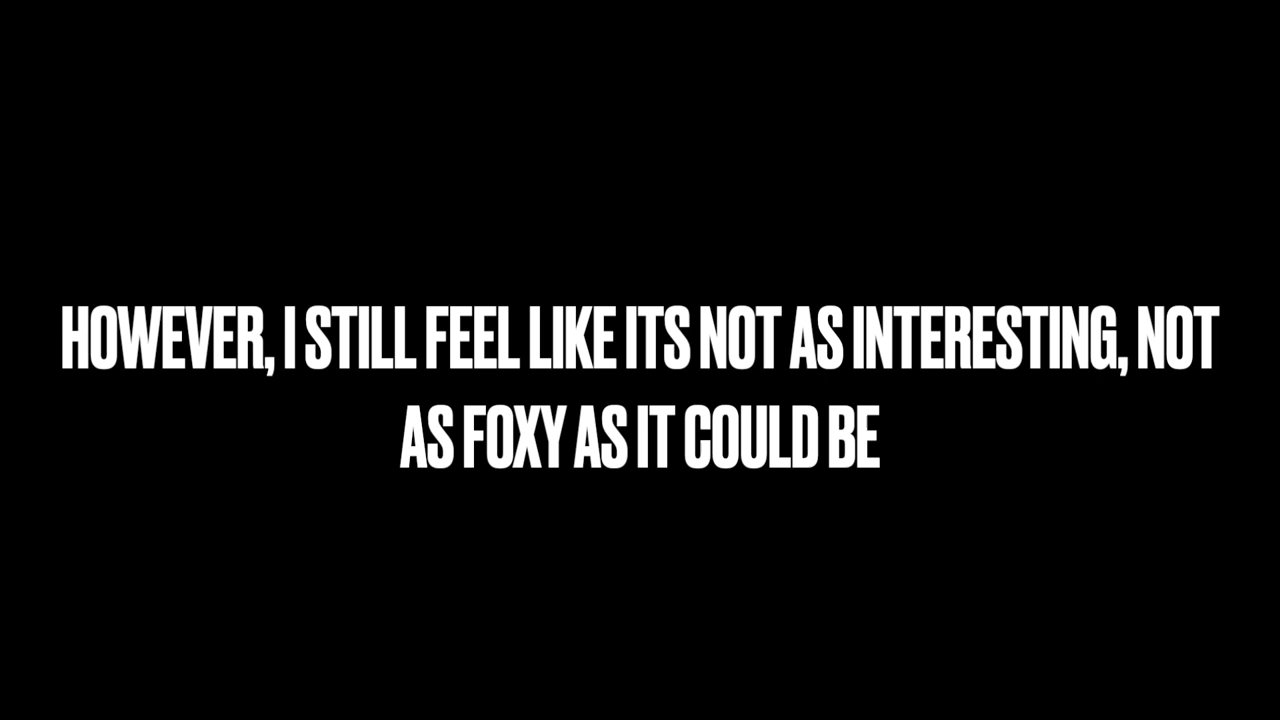 HOWEVER, I STILL FEEL LIKE ITS NOT AS INTERESTING, NOT
AS FOXY AS IT COULD BE